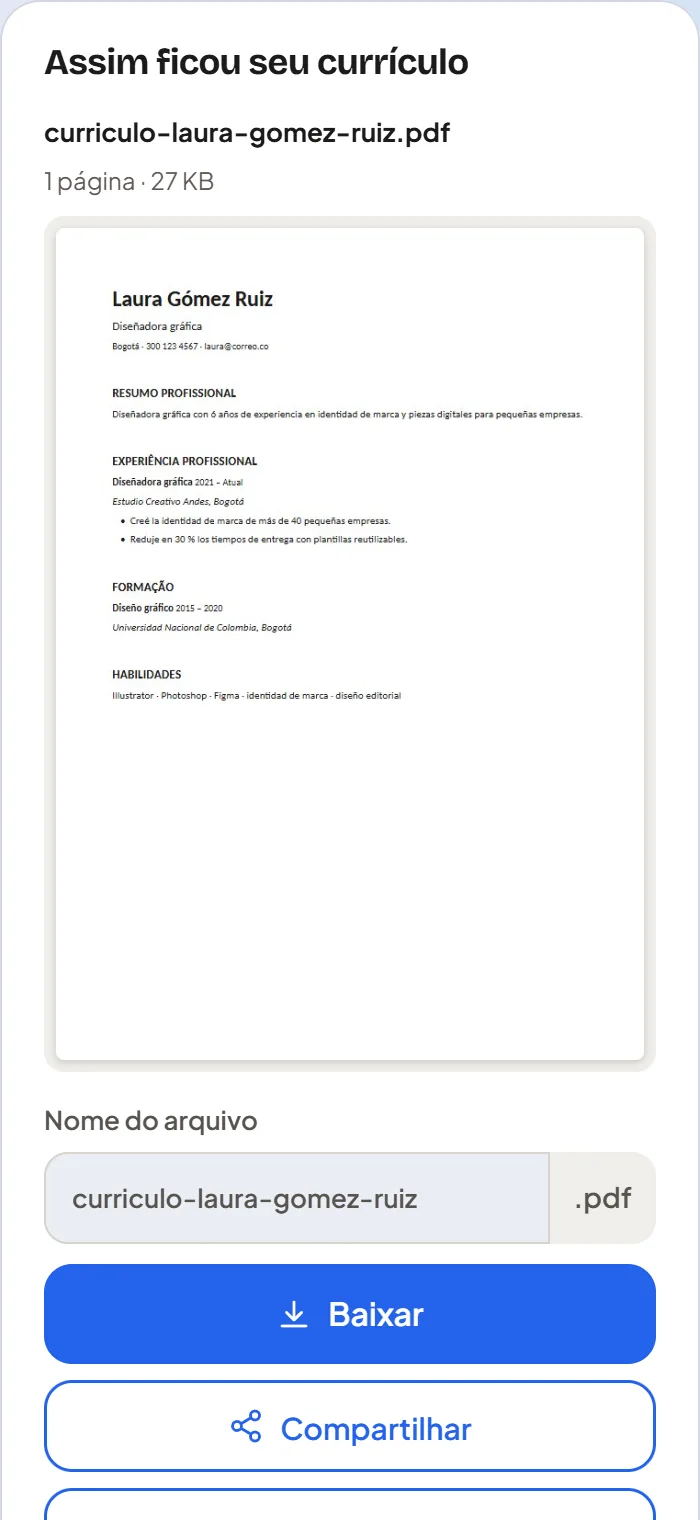 Assim ficou seu currículo
curriculo-laura-gomez-ruiz.pdf
1 página · 27 KB
Laura Gómez Ruiz
Diseñadora gráfica
Bogotá · 300 123 4567 · laura@correo.co
RESUMO PROFISSIONAL
Diseñadora gráfica con 6 años de experiencia en identidad de marca y piezas digitales para pequeñas empresas.
EXPERIÊNCIA PROFISSIONAL
Diseñadora gráfica 2021 – Atual
Estudio Creativo Andes, Bogotá
• Creé la identidad de marca de más de 40 pequeñas empresas.
• Reduje en 30 % los tiempos de entrega con plantillas reutilizables.
FORMAÇÃO
Diseño gráfico 2015 – 2020
Universidad Nacional de Colombia, Bogotá
HABILIDADES
Illustrator · Photoshop · Figma · identidad de marca · diseño editorial
Nome do arquivo
curriculo-laura-gomez-ruiz .pdf
Baixar
Compartilhar